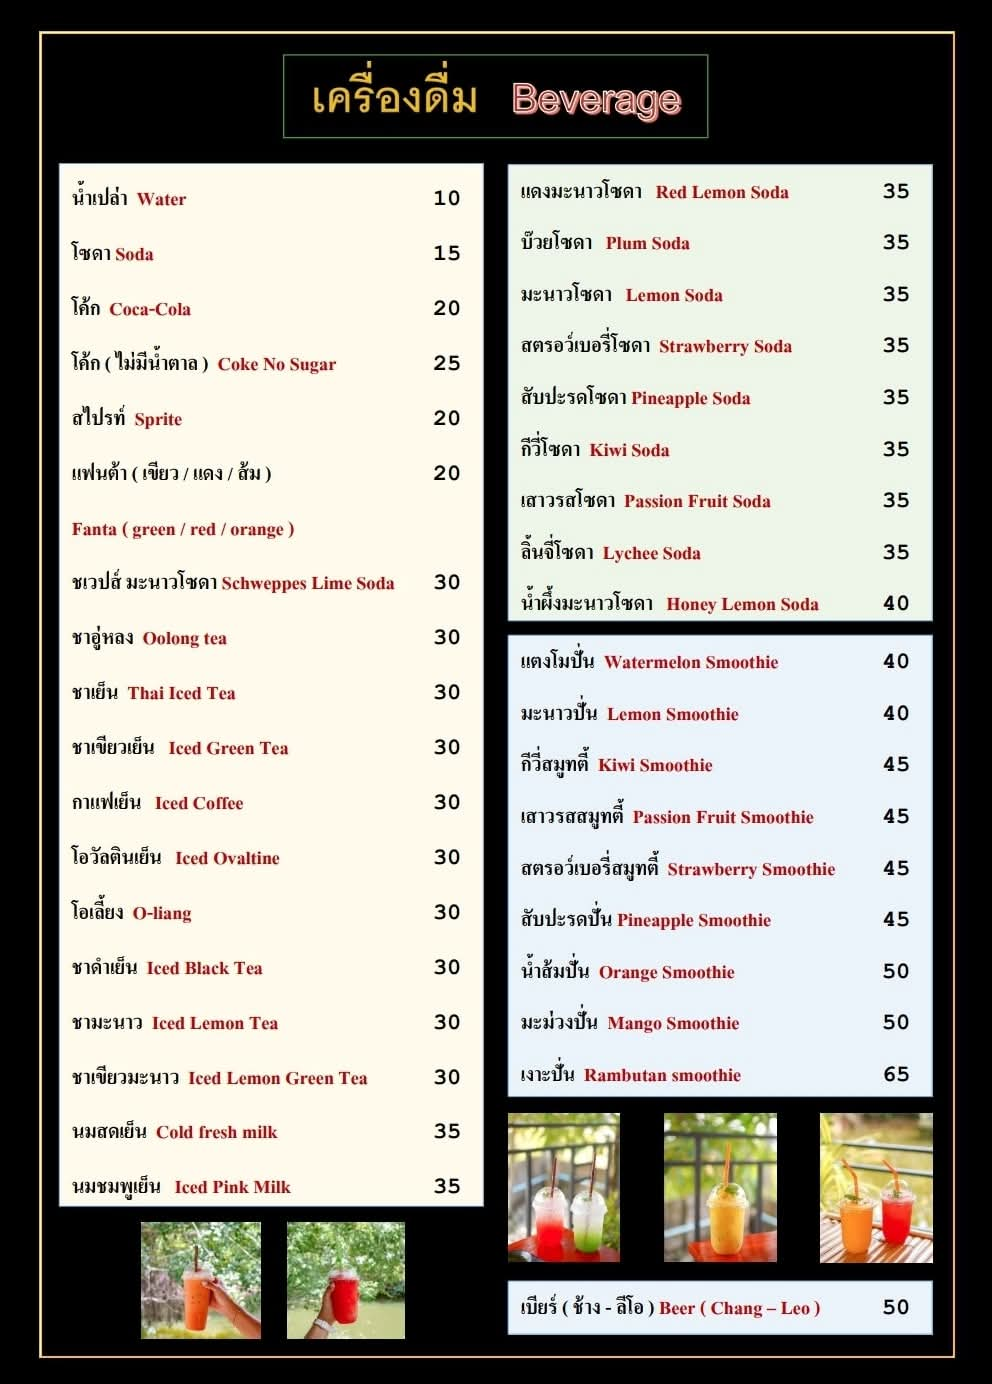 เครื่องดื่ม Beverage
น้ำเปล่า Water 10
โซดา Soda 15
โค้ก Coca-Cola 20
โค้ก ( ไม่มีน้ำตาล ) Coke No Sugar 25
สไปรท์ Sprite 20
แฟนต้า ( เขียว / แดง / ส้ม ) 20
Fanta ( green / red / orange )
ชเวปส์ มะนาวโซดา Schweppes Lime Soda 30
ชาอู่หลง Oolong tea 30
ชาเย็น Thai Iced Tea 30
ชาเขียวเย็น Iced Green Tea 30
กาแฟเย็น Iced Coffee 30
โอวัลตินเย็น Iced Ovaltine 30
โอเลี้ยง O-liang 30
ชาดำเย็น Iced Black Tea 30
ชามะนาว Iced Lemon Tea 30
ชาเขียวมะนาว Iced Lemon Green Tea 30
นมสดเย็น Cold fresh milk 35
นมชมพูเย็น Iced Pink Milk 35
แดงมะนาวโซดา Red Lemon Soda 35
บ๊วยโซดา Plum Soda 35
มะนาวโซดา Lemon Soda 35
สตรอว์เบอรี่โซดา Strawberry Soda 35
สับปะรดโซดา Pineapple Soda 35
กีวี่โซดา Kiwi Soda 35
เสาวรสโซดา Passion Fruit Soda 35
ลิ้นจี่โซดา Lychee Soda 35
น้ำผึ้งมะนาวโซดา Honey Lemon Soda 40
แตงโมปั่น Watermelon Smoothie 40
มะนาวปั่น Lemon Smoothie 40
กีวี่สมูทตี้ Kiwi Smoothie 45
เสาวรสสมูทตี้ Passion Fruit Smoothie 45
สตรอว์เบอรี่สมูทตี้ Strawberry Smoothie 45
สับปะรดปั่น Pineapple Smoothie 45
น้ำส้มปั่น Orange Smoothie 50
มะม่วงปั่น Mango Smoothie 50
เงาะปั่น Rambutan smoothie 65
เบียร์ ( ช้าง - ลีโอ ) Beer ( Chang – Leo ) 50